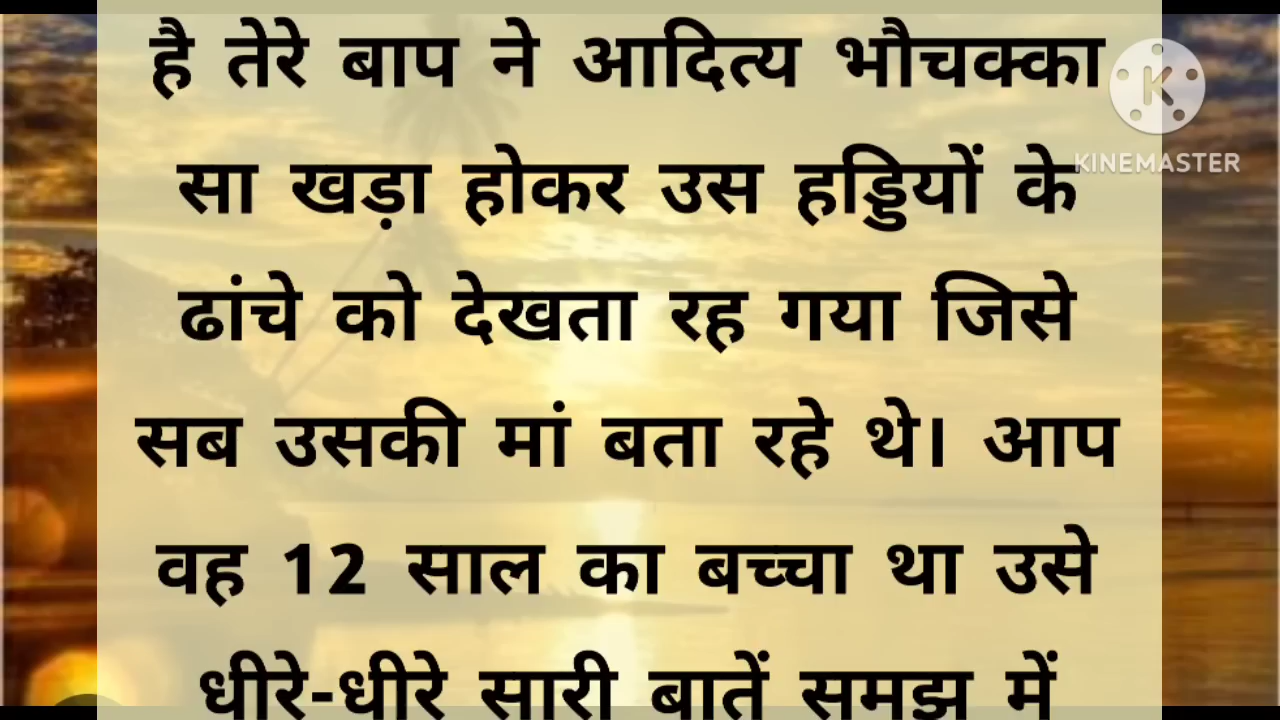 है तेरे बाप ने आदित्य भौचक्का
सा खड़ा होकर उस हड्डियों के
ढांचे को देखता रह गया जिसे
सब उसकी मां बता रहे थे। आप
वह 12 साल का बच्चा था उसे
धीरे-धीरे सारी बातें समझ में
K
KINEMASTER